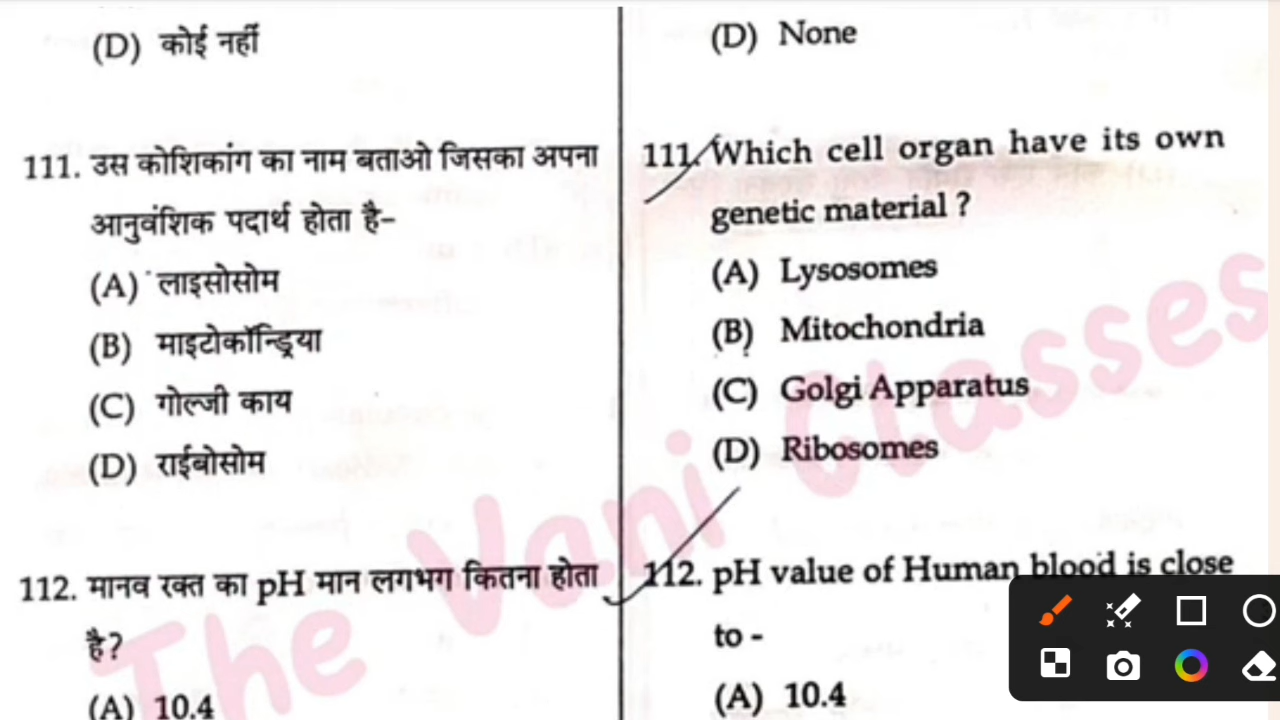 (D) कोई नहीं
111. उस कोशिकांग का नाम बताओ जिसका अपना
आनुवंशिक पदार्थ होता है-
(A) लाइसोसोम
(B) माइटोकॉन्ड्रिया
(C) गोल्जी काय
(D) राईबोसोम
112. मानव रक्त का pH मान लगभग कितना होता
है?
(A) 10.4
(D) None
111. Which cell organ have its own
genetic material ?
(A) Lysosomes
(B) Mitochondria
(C) Golgi Apparatus
(D) Ribosomes
112. pH value of Human blood is close
to -
(A) 10.4
The Vani Classes